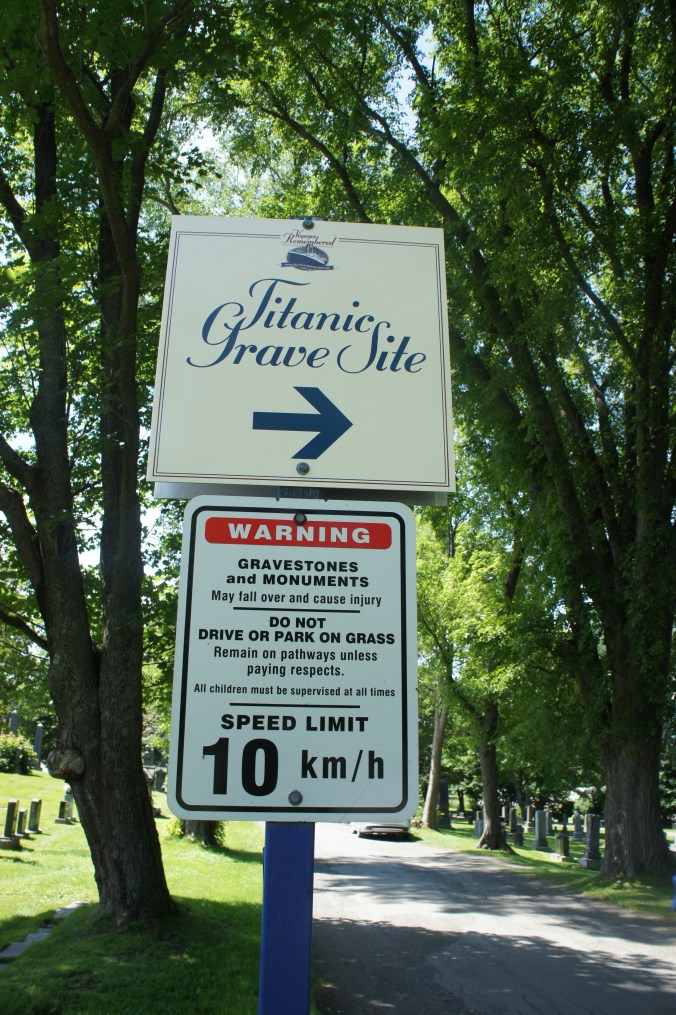 Voyages
Remembered
Titanic
Grave Site
WARNING
GRAVESTONES
and MONUMENTS
May fall over and cause injury
DO NOT
DRIVE OR PARK ON GRASS
Remain on pathways unless
paying respects.
All children must be supervised at all times
SPEED LIMIT
10 km/h